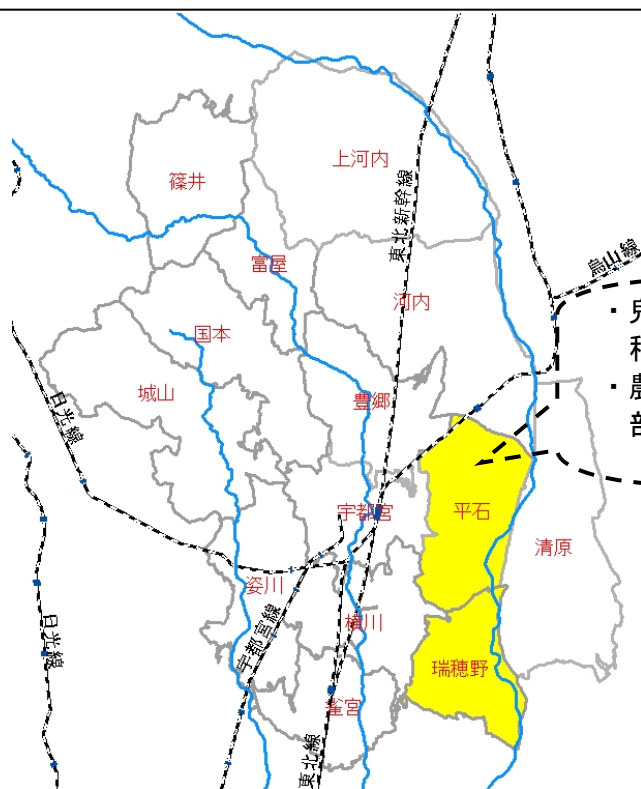 上河内
篠井
東北新幹線
富屋
烏山線
河内
国本
・
・農
城山
日光線
豊郷
宇都宮
平石
清原
姿川
横川
宇都宮線
日光線
瑞穂野
雀宮
東北線